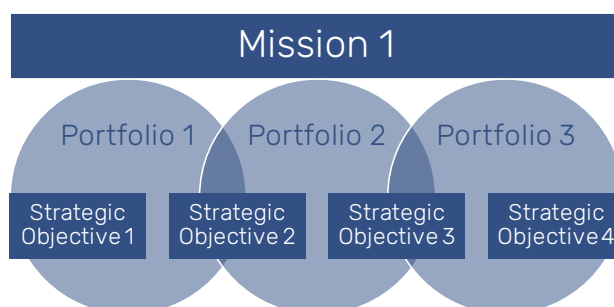 Mission 1
Portfolio 1
Portfolio 2
Portfolio 3
Strategic
Objective 1
Strategic
Objective 2
Strategic
Objective 3
Strategic
Objective 4